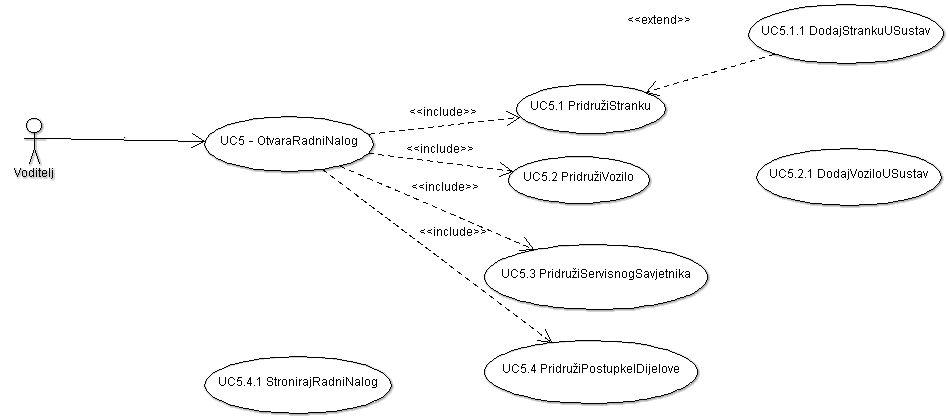 <<extend>>
UC5.1.1 DodajStrankuUSustav
UC5.1 PridružiStranku
<<include>>
Voditelj
UC5 - OtvaraRadniNalog
<<include>>
UC5.2 PridružiVozilo
UC5.2.1 DodajVoziloUSustav
<<include>>
<<include>>
UC5.3 PridružiServisnogSavjetnika
UC5.4 PridružiPostupkeIDijelove
UC5.4.1 StronirajRadniNalog